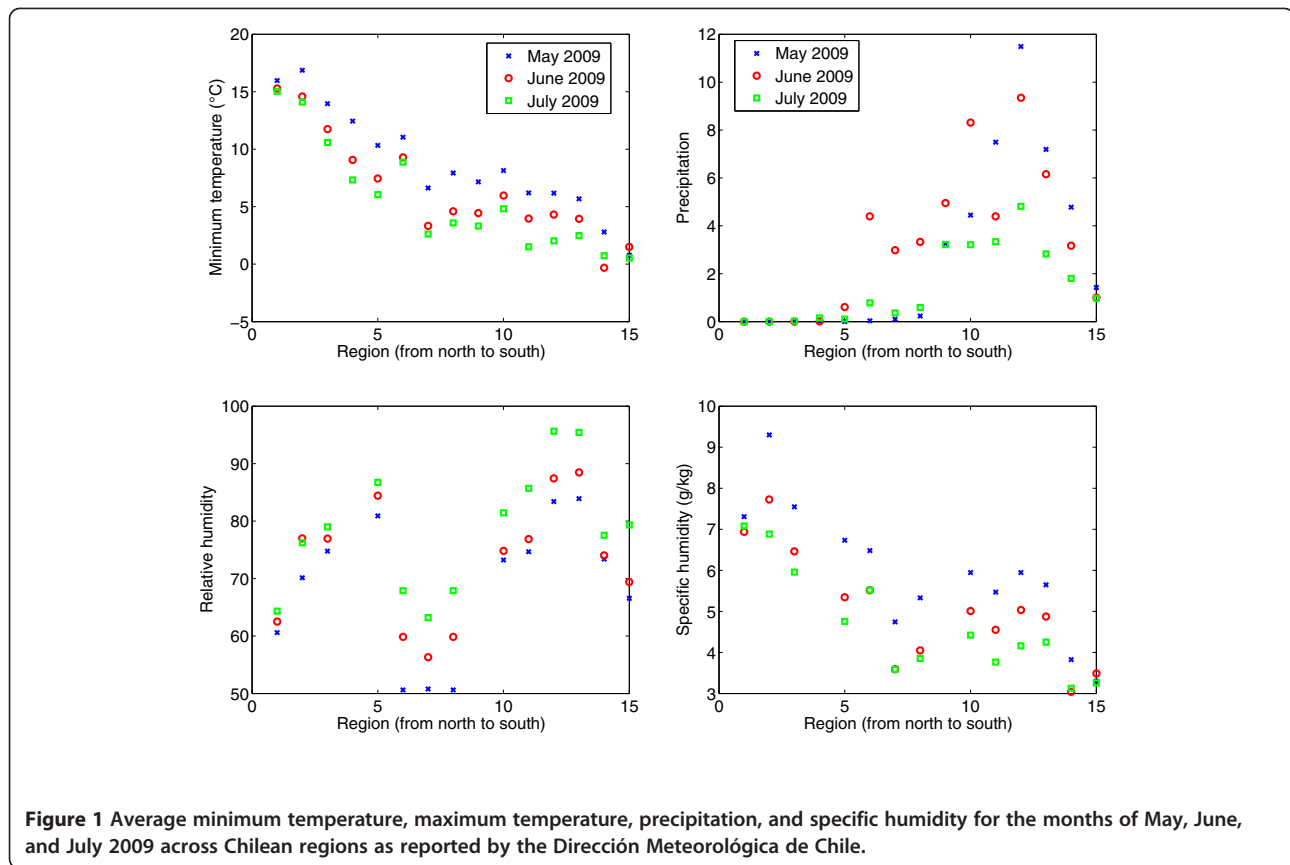 20
15
10
5
0
−5
0
5
10
15
Minimum temperature (°C)
Region (from north to south)
May 2009
June 2009
July 2009
12
10
8
6
4
2
0
0
5
10
15
Precipitation
Region (from north to south)
May 2009
June 2009
July 2009
100
90
80
70
60
50
0
5
10
15
Relative humidity
Region (from north to south)
10
9
8
7
6
5
4
3
0
5
10
15
Specific humidity (g/kg)
Region (from north to south)
Figure 1 Average minimum temperature, maximum temperature, precipitation, and specific humidity for the months of May, June,
and July 2009 across Chilean regions as reported by the Dirección Meteorológica de Chile.